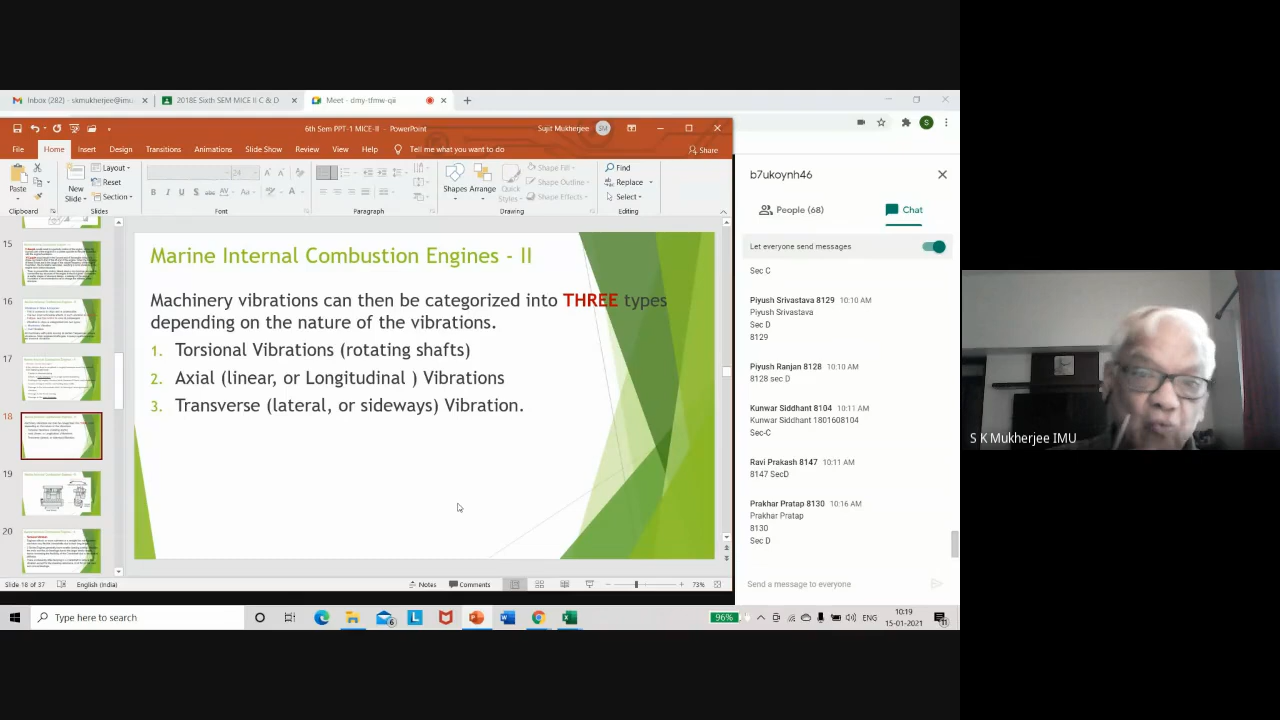 Inbox (282) - skmukherjee@imu
2018E Sixth SEM MICE II C & D
Meet - dmy-tfmw-qii
6th Sem PPT-1 MICE-II - PowerPoint
Sujit Mukherjee
SM
File Home Insert Design Transitions Animations Slide Show Review View Help Tell me what you want to do
Share
Paste
Clipboard
New
Slide
Layout
Reset
Section
Slides
24
B I U S
Font
Paragraph
Shapes Arrange Quick
Styles
Shape Fill
Shape Outline
Shape Effects
Drawing
Find
Replace
Select
Editing
15
16
17
18
19
20
Marine Internal Combustion Engines - II
Machinery vibrations can then be categorized into THREE types
depending on the nature of the vibrations.
1. Torsional Vibrations (rotating shafts)
2. Axial (linear, or Longitudinal ) Vibrations
3. Transverse (lateral, or sideways) Vibration.
Slide 18 of 37 English (India)
Notes Comments 73%
S
b7ukoynh46
People (68) Chat
Let everyone send messages
Sec C
Piyush Srivastava 8129 10:10 AM
Piyush Srivastava
Sec D
8129
Piyush Ranjan 8128 10:10 AM
8128 sec D
Kunwar Siddhant 8104 10:11 AM
Kunwar Siddhant 1801608104
Sec-C
Ravi Prakash 8147 10:11 AM
8147 SecD
Prakhar Pratap 8130 10:16 AM
Prakhar Pratap
8130
Sec D
Send a message to everyone
Type here to search
96%
ENG
10:19
15-01-2021
S K Mukherjee IMU